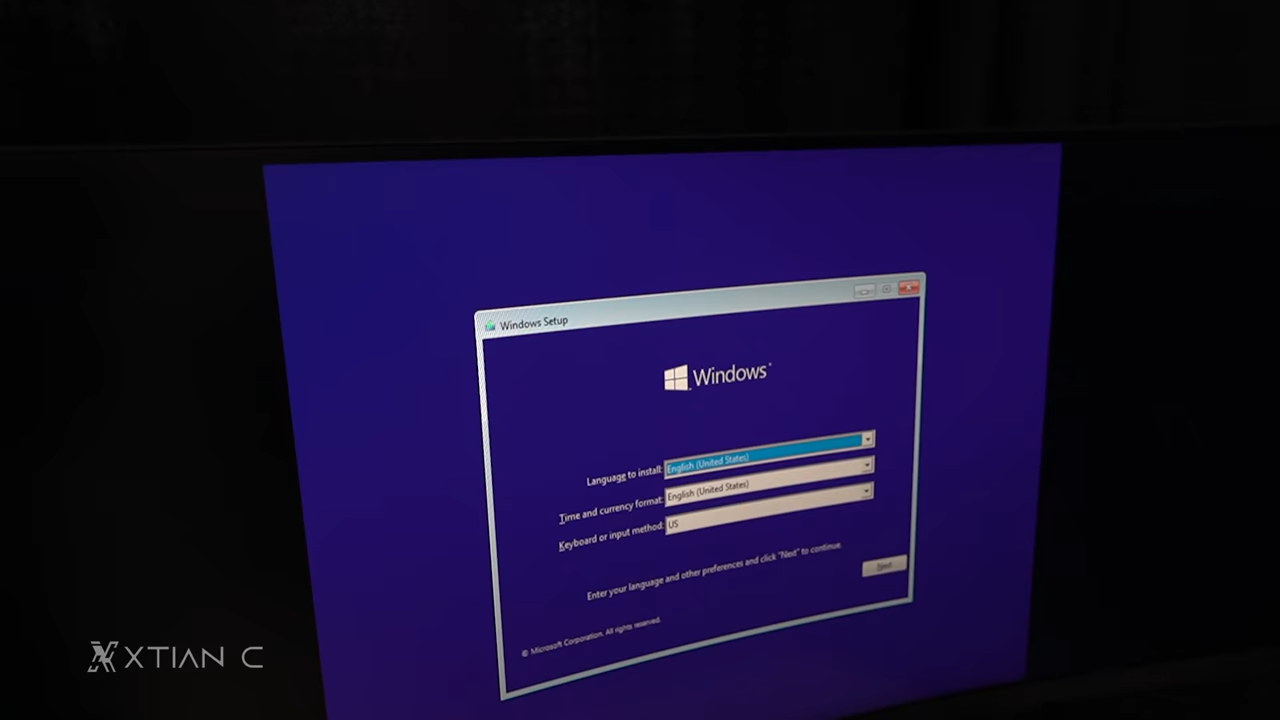 Windows Setup
Windows
Language to install: English (United States)
Time and currency format: English (United States)
Keyboard or input method: US
Enter your language and other preferences and click "Next" to continue.
Next
© Microsoft Corporation. All rights reserved.
XTIAN C